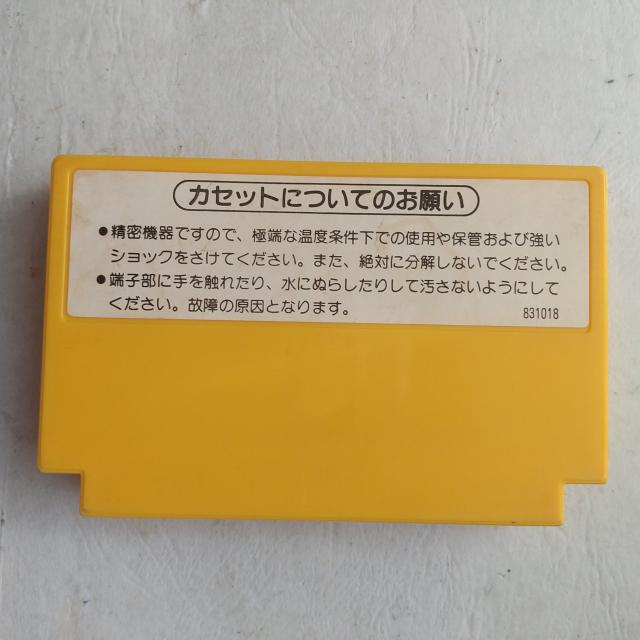 カセットについてのお願い
●精密機器ですので、極端な温度条件下での使用や保管および強い
ショックをさけてください。また、絶対に分解しないでください。
●端子部に手を触れたり、水にぬらしたりして汚さないようにして
ください。故障の原因となります。
831018